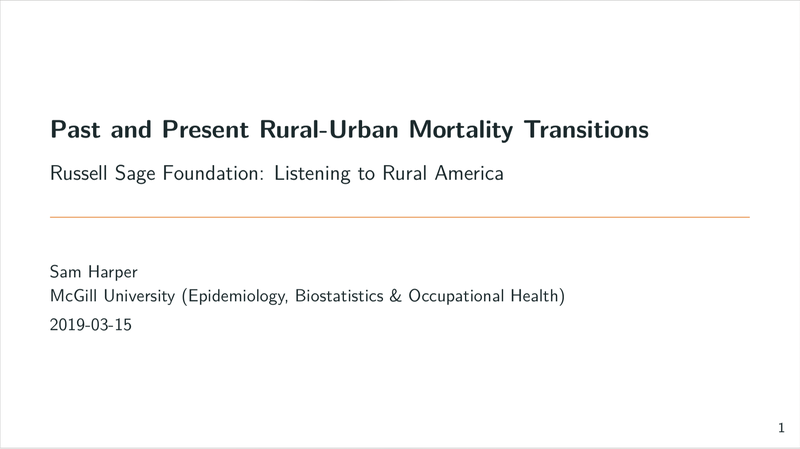 Past and Present Rural-Urban Mortality Transitions
Russell Sage Foundation: Listening to Rural America
Sam Harper
McGill University (Epidemiology, Biostatistics & Occupational Health)
2019-03-15
1